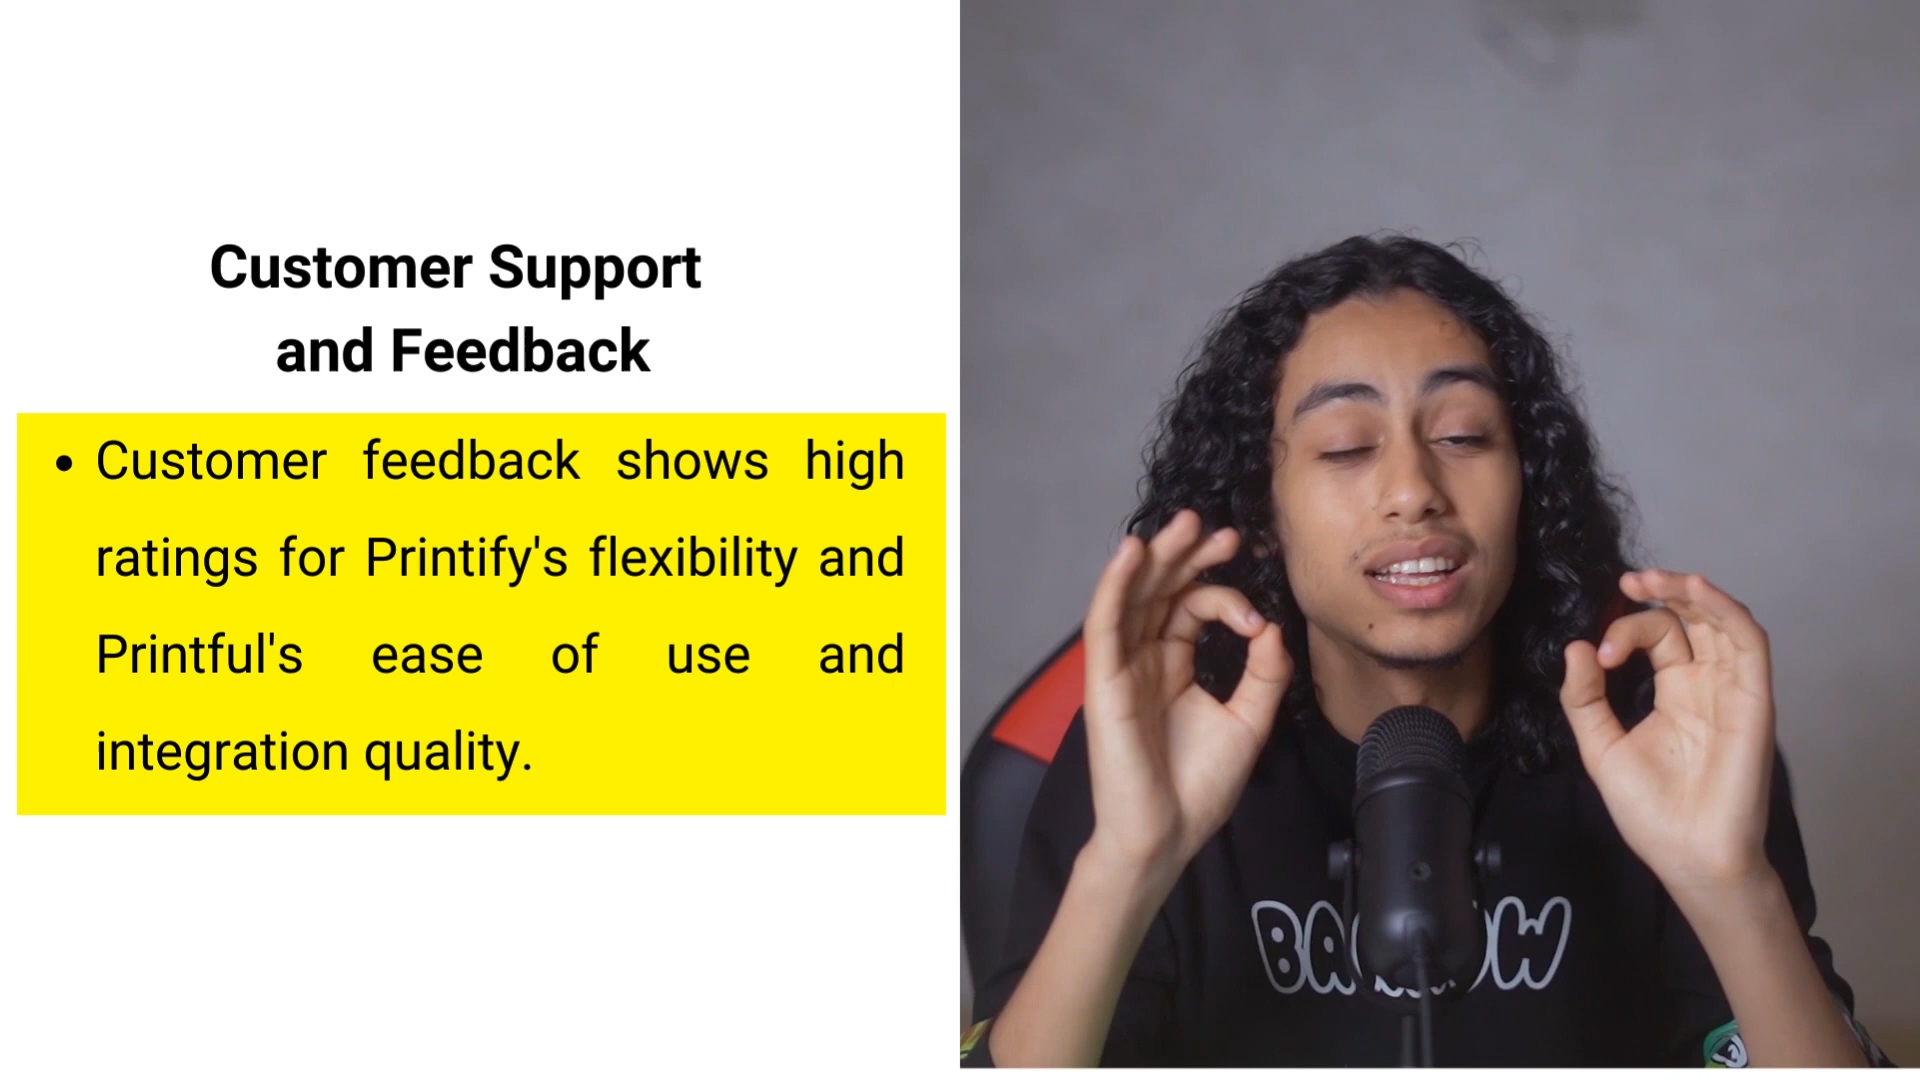 Customer Support
and Feedback
• Customer feedback shows high
ratings for Printify's flexibility and
Printful's ease of use and
integration quality.